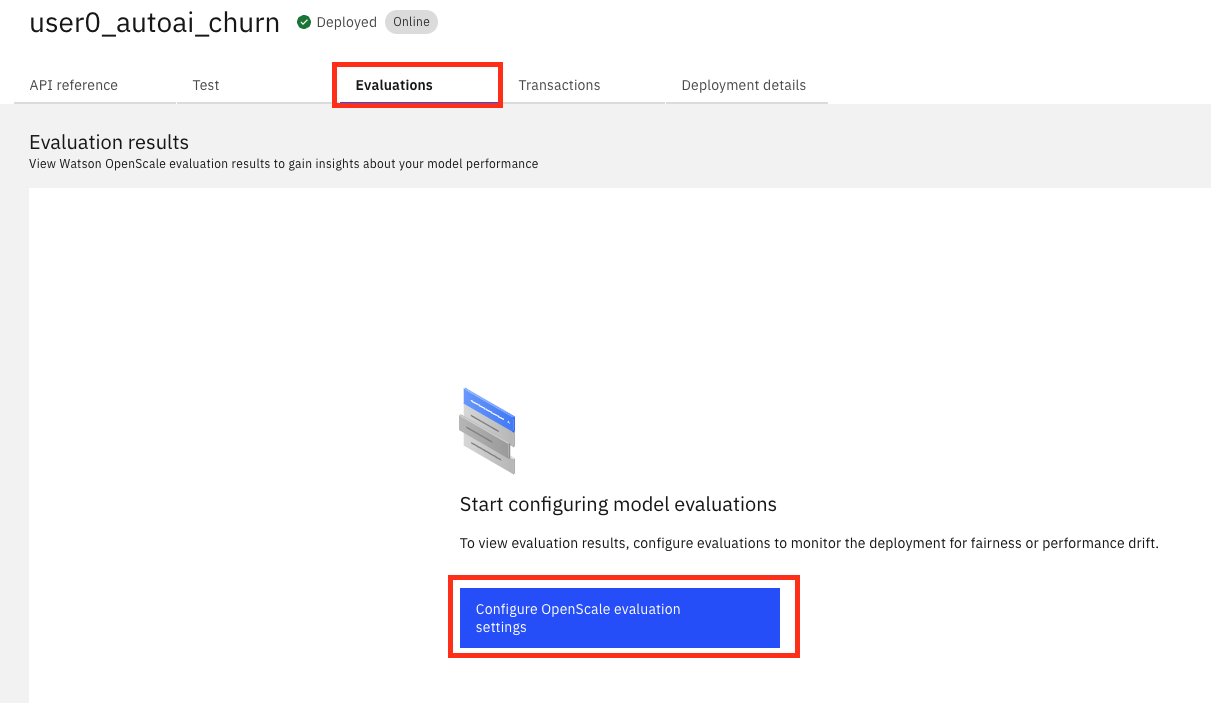 user0_autoai_churn Deployed Online
API reference Test Evaluations Transactions Deployment details
Evaluation results
View Watson OpenScale evaluation results to gain insights about your model performance
Start configuring model evaluations
To view evaluation results, configure evaluations to monitor the deployment for fairness or performance drift.
Configure OpenScale evaluation
settings